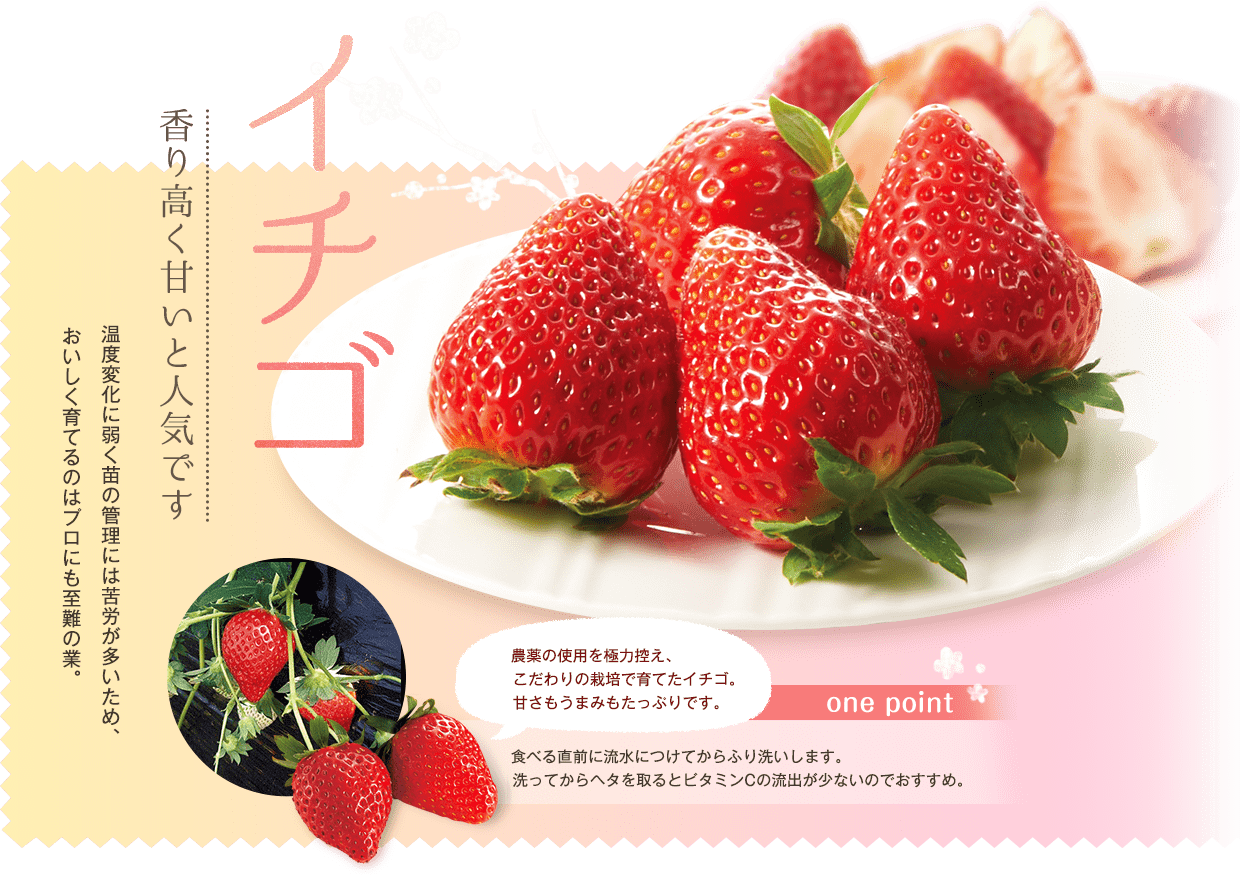 イチゴ
香り高く甘いと人気です
温度変化に弱く苗の管理には苦労が多いため、
おいしく育てるのはプロにも至難の業。
農薬の使用を極力控え、
こだわりの栽培で育てたイチゴ。
甘さもうまみもたっぷりです。
one point
食べる直前に流水につけてからふり洗いします。
洗ってからヘタを取るとビタミンCの流出が少ないのでおすすめ。